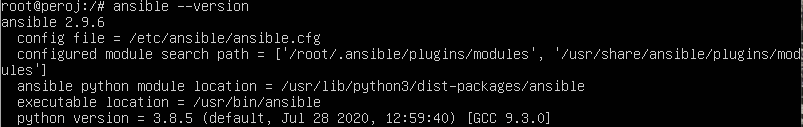 root@peroj:/# ansible --version
ansible 2.9.6
  config file = /etc/ansible/ansible.cfg
  configured module search path = ['/root/.ansible/plugins/modules', '/usr/share/ansible/plugins/mod
ules']
  ansible python module location = /usr/lib/python3/dist-packages/ansible
  executable location = /usr/bin/ansible
  python version = 3.8.5 (default, Jul 28 2020, 12:59:40) [GCC 9.3.0]